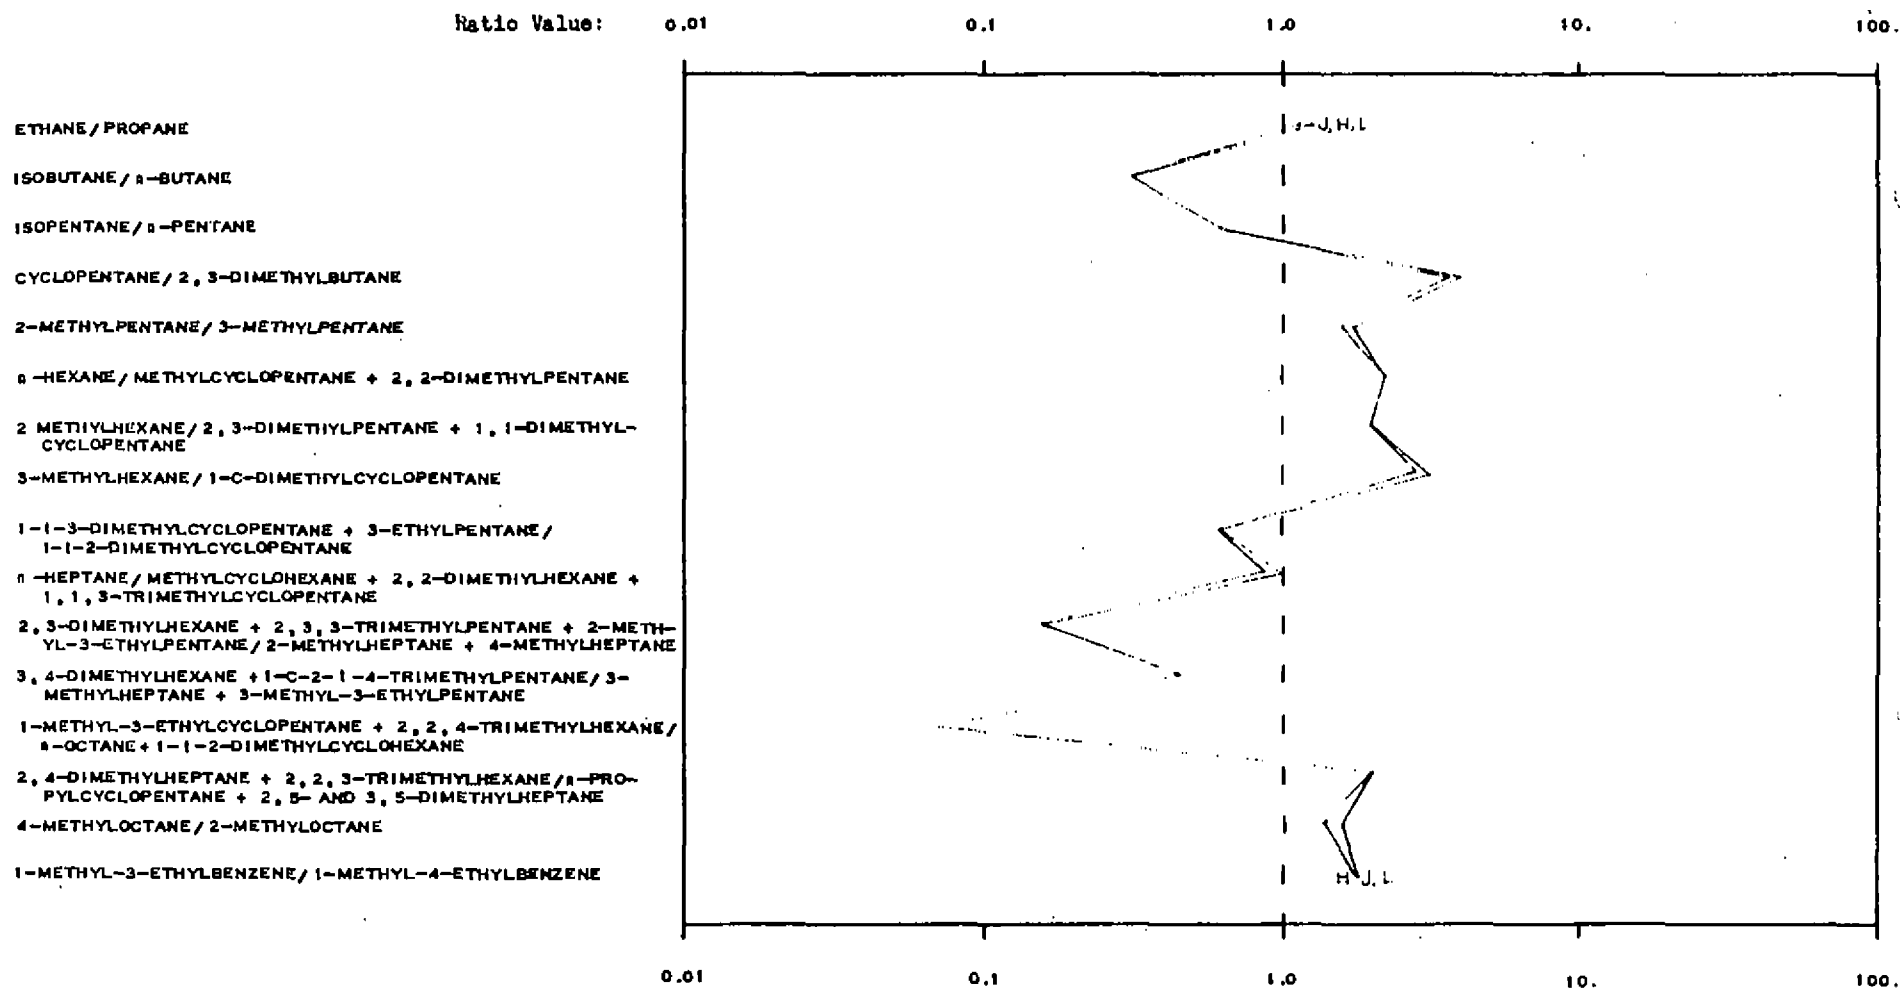 Ratio Value: 0.01 0.1 1.0 10. 100.
ETHANE/PROPANE
J, H, L
ISOBUTANE/n-BUTANE
ISOPENTANE/n-PENTANE
CYCLOPENTANE/2,3-DIMETHYLBUTANE
2-METHYLPENTANE/3-METHYLPENTANE
n-HEXANE/METHYLCYCLOPENTANE + 2,2-DIMETHYLPENTANE
2 METHYLHEXANE/2,3-DIMETHYLPENTANE + 1,1-DIMETHYL-
CYCLOPENTANE
3-METHYLHEXANE/1-C-DIMETHYLCYCLOPENTANE
1-t-3-DIMETHYLCYCLOPENTANE + 3-ETHYLPENTANE/
1-t-2-DIMETHYLCYCLOPENTANE
n-HEPTANE/METHYLCYCLOHEXANE + 2,2-DIMETHYLHEXANE +
1,1,3-TRIMETHYLCYCLOPENTANE
2,3-DIMETHYLHEXANE + 2,3,3-TRIMETHYLPENTANE + 2-METH-
YL-3-ETHYLPENTANE/2-METHYLHEPTANE + 4-METHYLHEPTANE
3,4-DIMETHYLHEXANE +1-C-2-t-4-TRIMETHYLPENTANE/3-
METHYLHEPTANE + 3-METHYL-3-ETHYLPENTANE
1-METHYL-3-ETHYLCYCLOPENTANE + 2,2,4-TRIMETHYLHEXANE/
n-OCTANE+1-t-2-DIMETHYLCYCLOHEXANE
2,4-DIMETHYLHEPTANE + 2,2,3-TRIMETHYLHEXANE/n-PRO-
PYLCYCLOPENTANE + 2,5- AND 3,5-DIMETHYLHEPTANE
4-METHYLOCTANE/2-METHYLOCTANE
1-METHYL-3-ETHYLBENZENE/1-METHYL-4-ETHYLBENZENE
H J, L
0.01 0.1 1.0 10. 100.